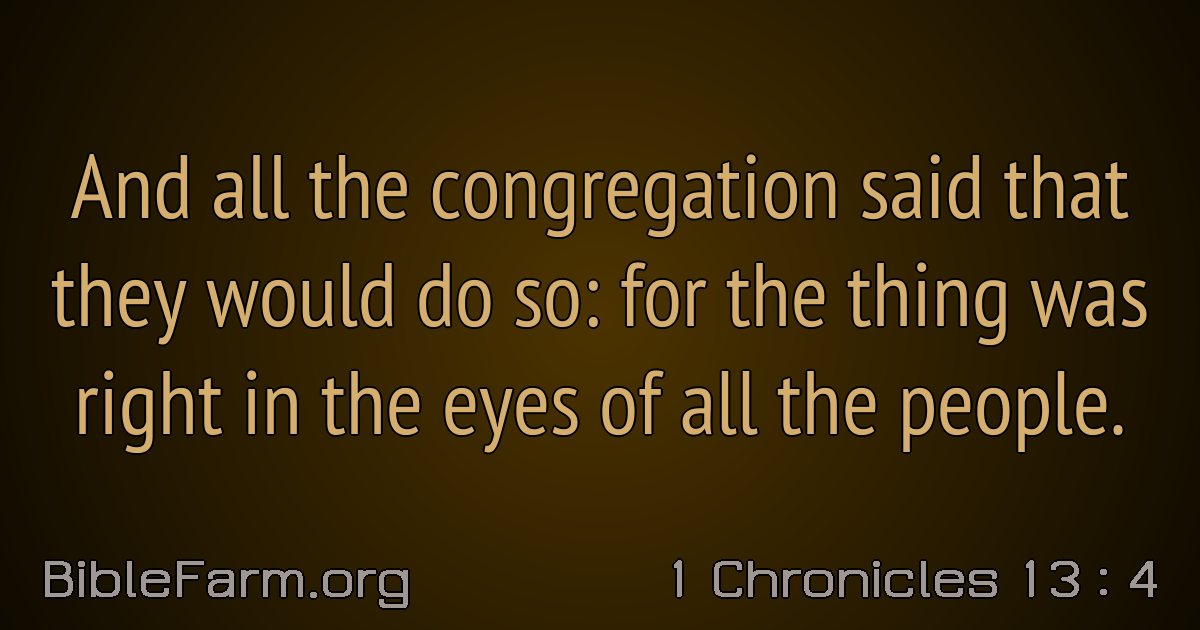 And all the congregation said that
they would do so: for the thing was
right in the eyes of all the people.
BibleFarm.org
1 Chronicles 13 : 4